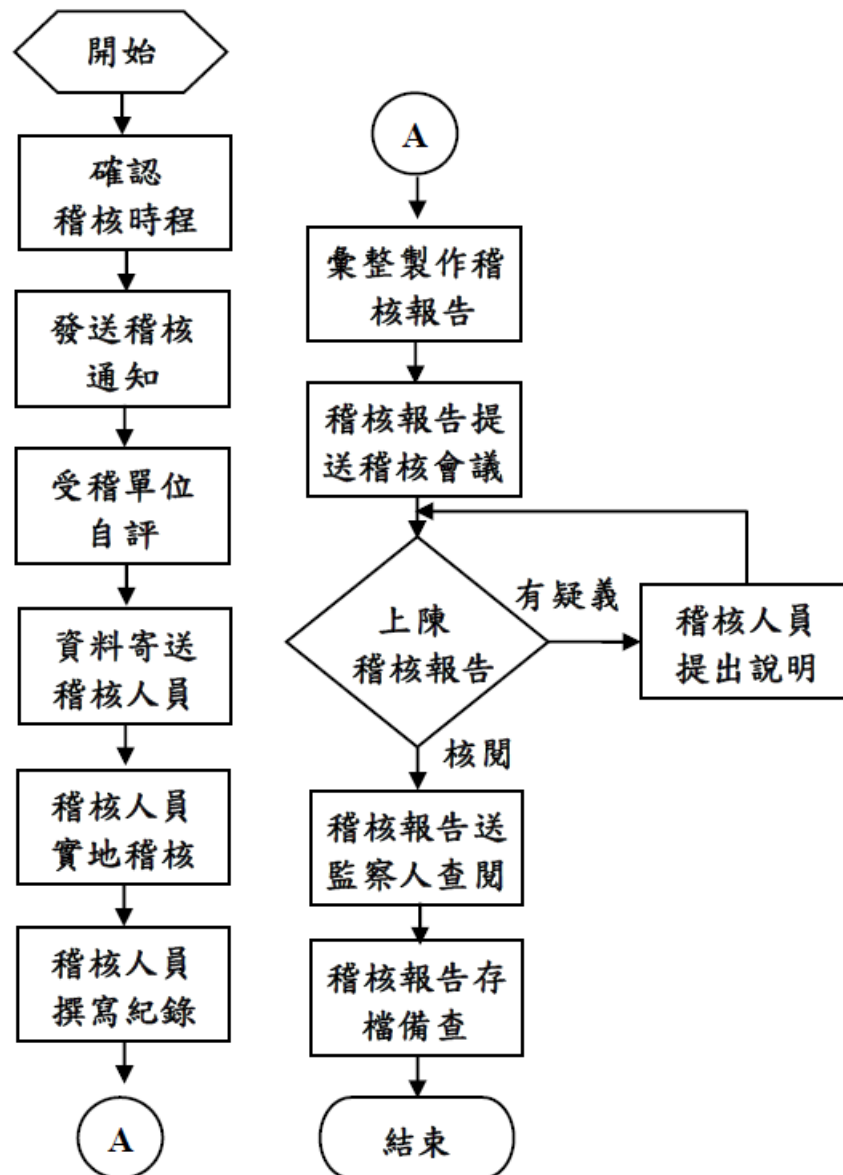 開始
確認
稽核時程
發送稽核
通知
受稽單位
自評
資料寄送
稽核人員
稽核人員
實地稽核
稽核人員
撰寫紀錄
A
A
彙整製作稽
核報告
稽核報告提
送稽核會議
上陳
稽核報告
有疑義
稽核人員
提出說明
核閱
稽核報告送
監察人查閱
稽核報告存
檔備查
結束